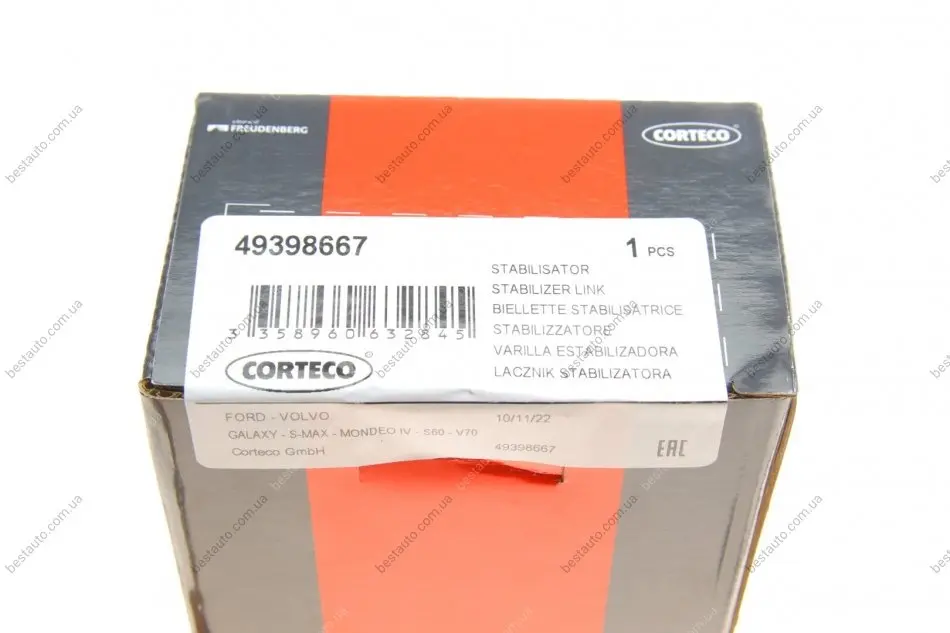 FREUDENBERG
CORTECO
49398667
1 PCS
STABILISATOR
STABILIZER LINK
BIELLETTE STABILISATRICE
STABILIZZATORE
VARILLA ESTABILIZADORA
LACZNIK STABILIZATORA
3 358960 632845
CORTECO
FORD - VOLVO
10/11/22
GALAXY - S-MAX - MONDEO IV - S60 - V70
Corteco GmbH
49398667
EAC
bestauto.com.ua